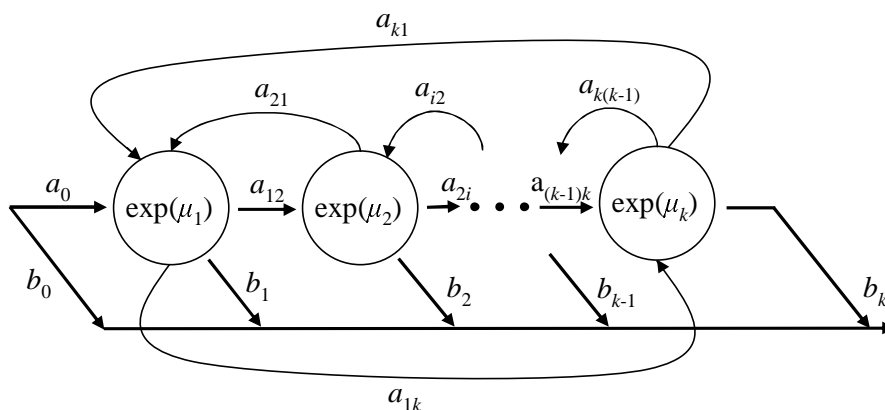 a_{k1}
a_{21} a_{i2} a_{k(k-1)}
a_0 exp(μ_1) a_{12} exp(μ_2) a_{2i} • • • a_{(k-1)k} exp(μ_k)
b_0 b_1 b_2 b_{k-1} b_k
a_{1k}